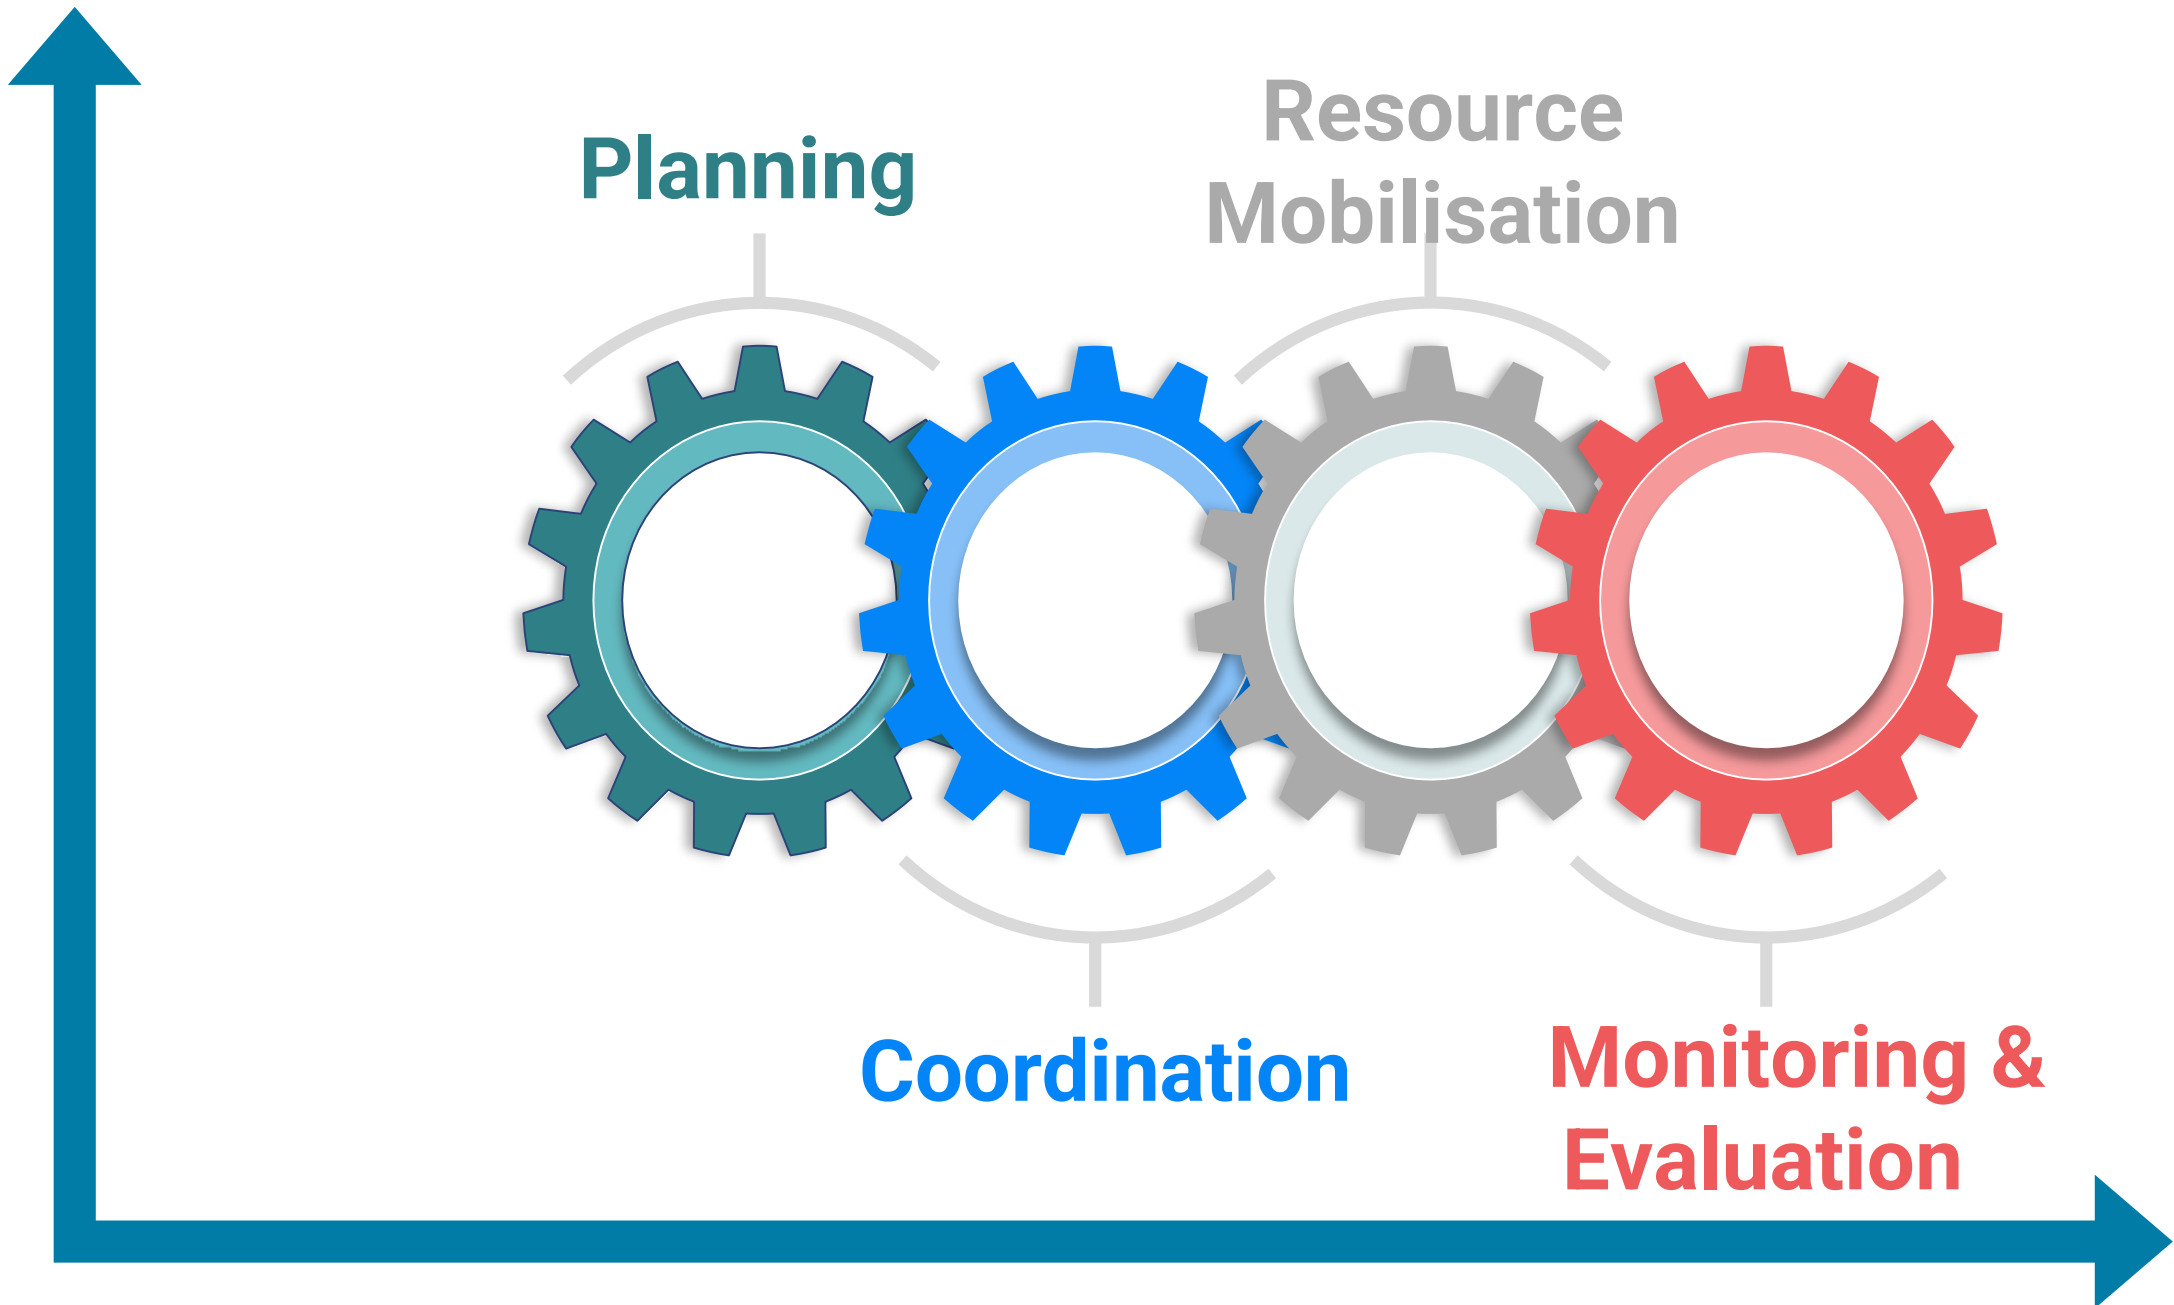 Planning
Resource
Mobilisation
Coordination
Monitoring &
Evaluation